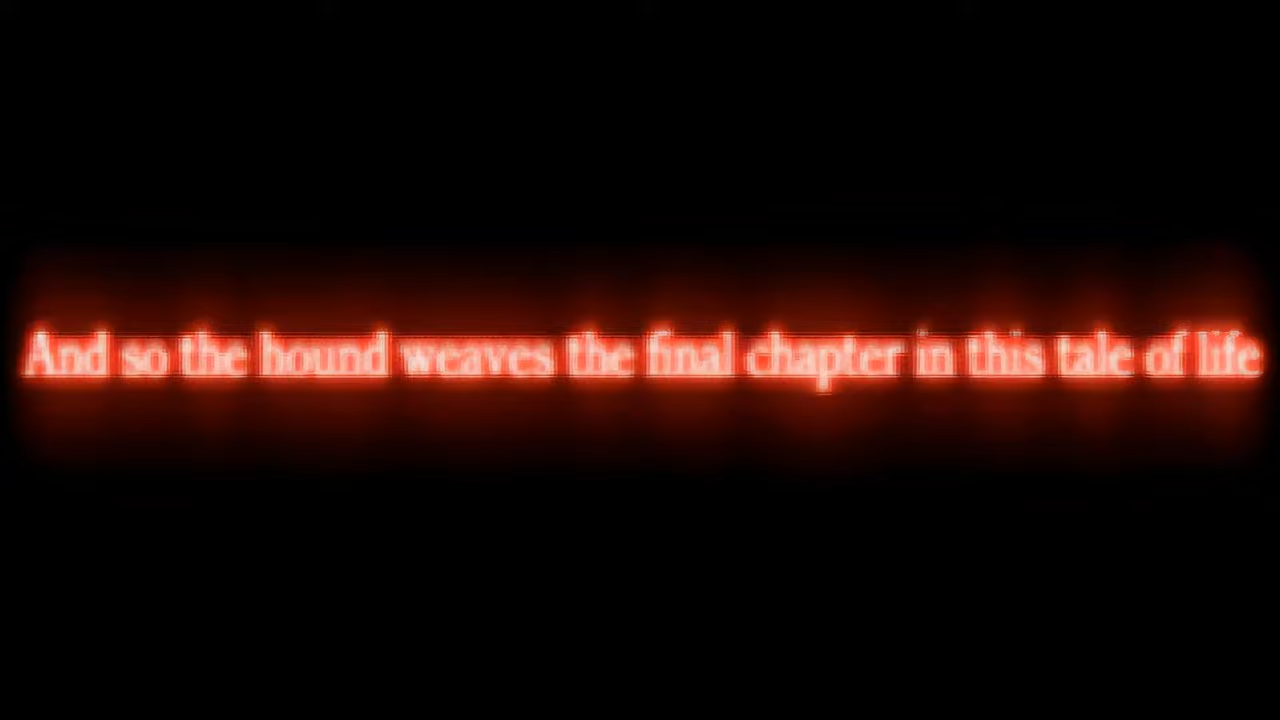 And so the hound weaves the final chapter in this tale of life